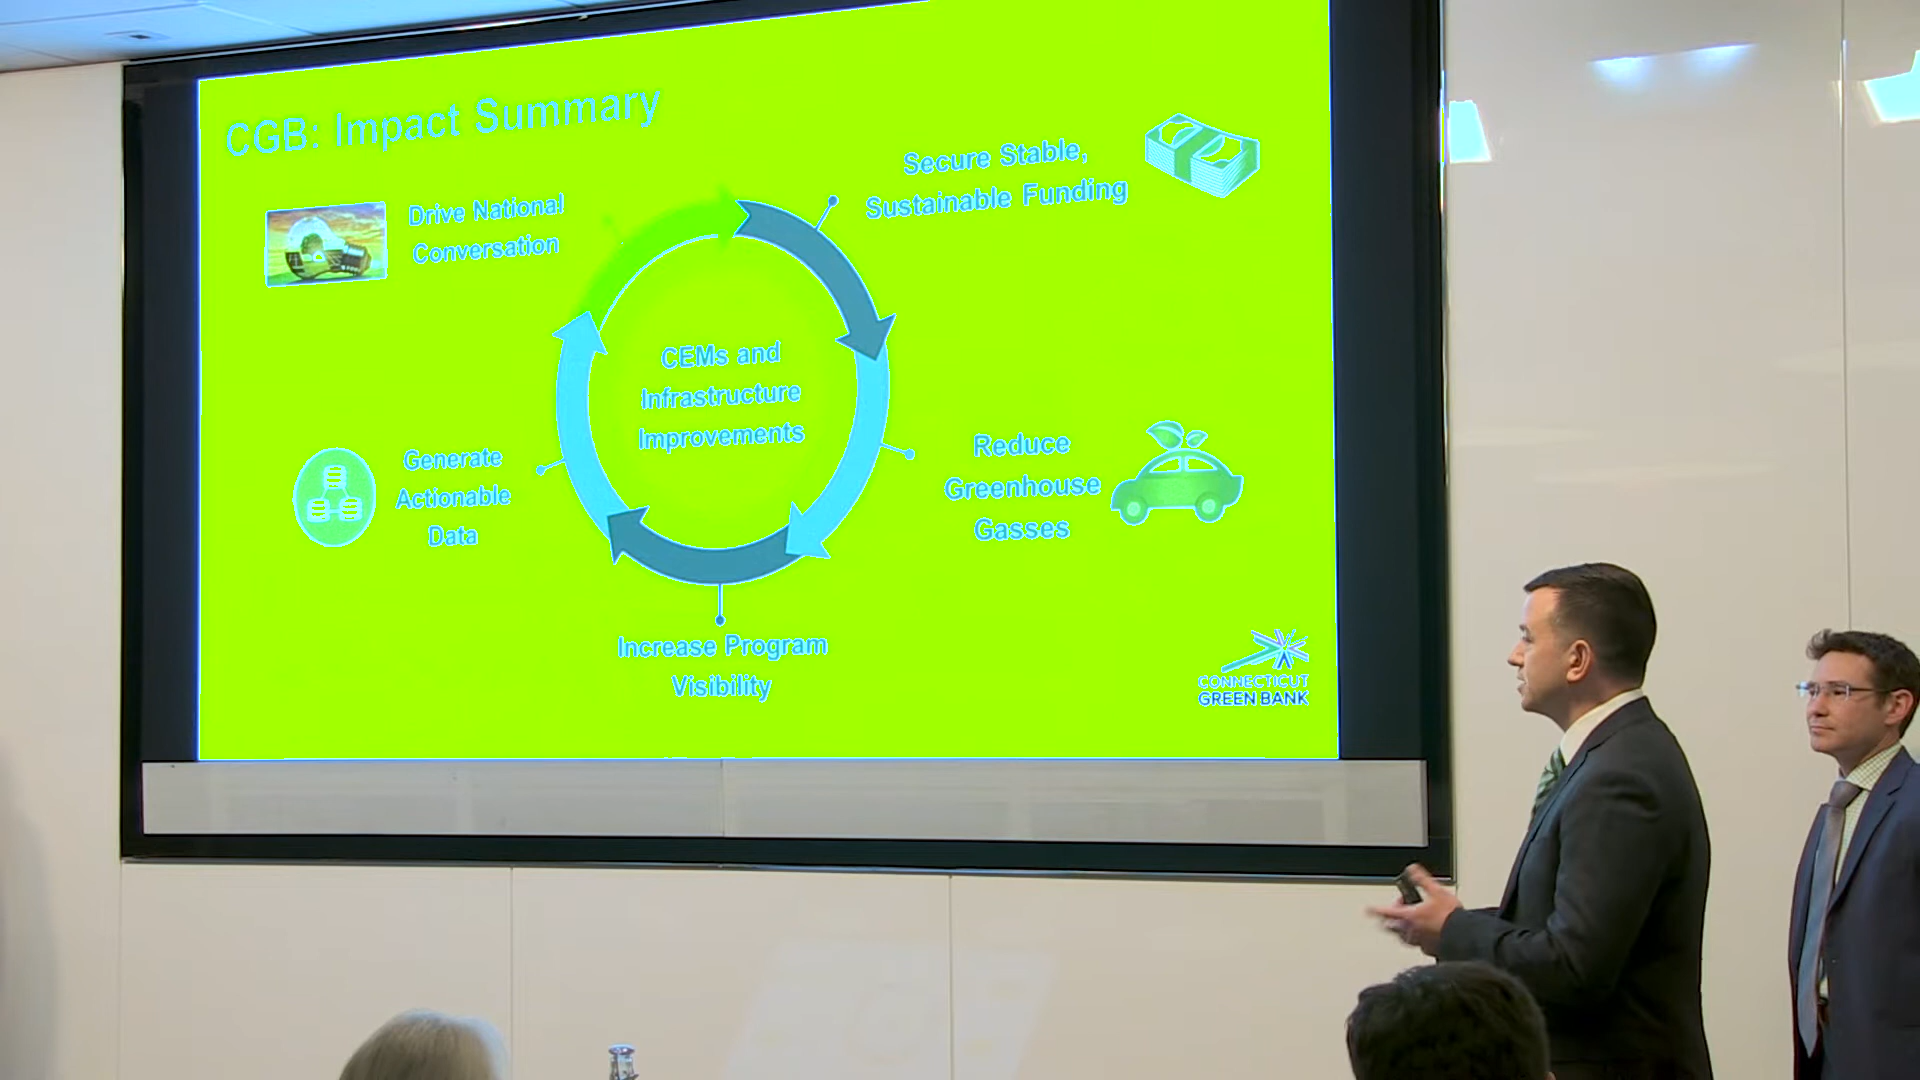 CGB: Impact Summary
Drive National
Conversation
Secure Stable,
Sustainable Funding
CEMs and
Infrastructure
Improvements
Generate
Actionable
Data
Reduce
Greenhouse
Gasses
Increase Program
Visibility
CONNECTICUT
GREEN BANK